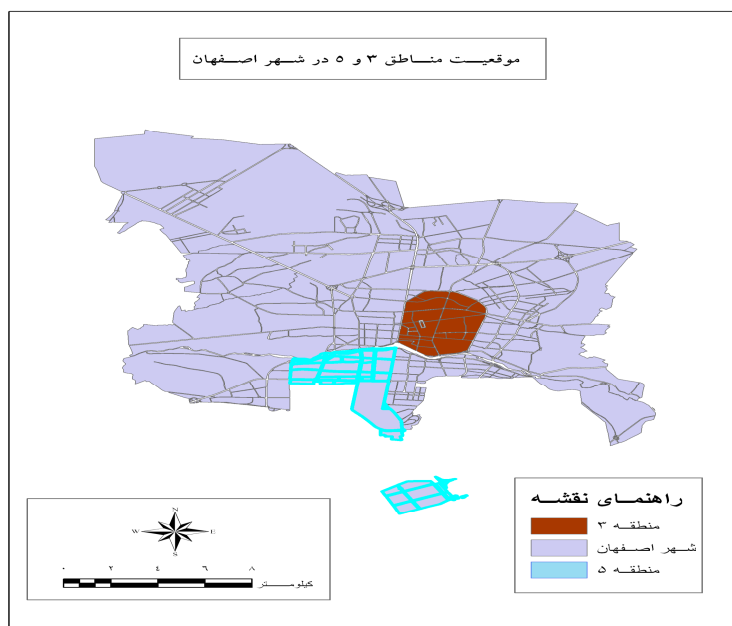 موقعیت مناطق ۳ و ۵ در شهر اصفهان
راهنمای نقشه
منطقه ۳
شهر اصفهان
منطقه ۵
N
W E
S
۰ ۲ ۴ ۶ ۸
کیلومتر